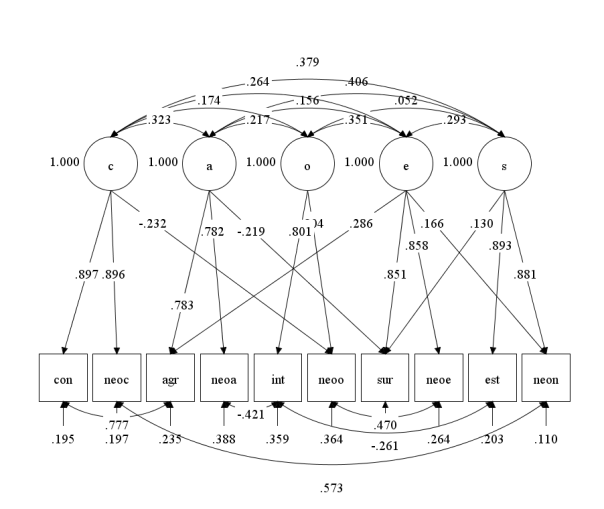 .379
.264 .406
.174 .156 .052
.323 .217 .351 .293
1.000 c 1.000 a 1.000 o 1.000 e 1.000 s
-.232 .782 -.219 .801 .286 .166 .130
.858 .893
.897 .896 .851 .881
.783
con neoc agr neoa int neoo sur neoe est neon
-.421
.777 .470
.195 .197 .235 .388 .359 .364 -.261 .264 .203 .110
.573